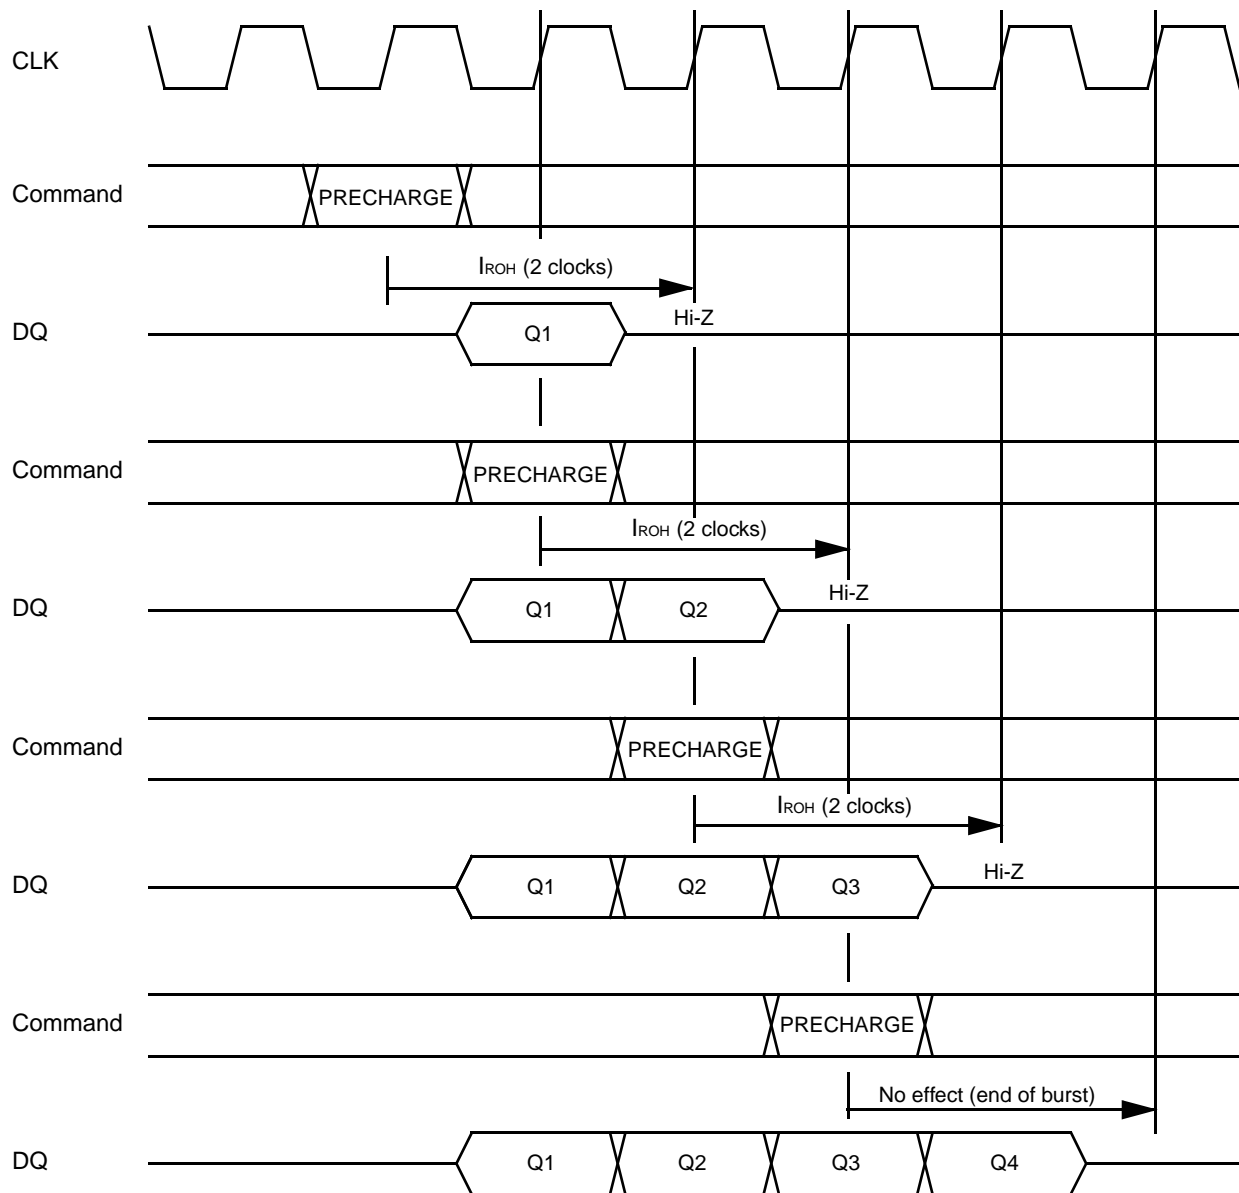 CLK
Command
PRECHARGE
IROH (2 clocks)
DQ
Q1
Hi-Z
Command
PRECHARGE
IROH (2 clocks)
DQ
Q1 Q2
Hi-Z
Command
PRECHARGE
IROH (2 clocks)
DQ
Q1 Q2 Q3
Hi-Z
Command
PRECHARGE
No effect (end of burst)
DQ
Q1 Q2 Q3 Q4